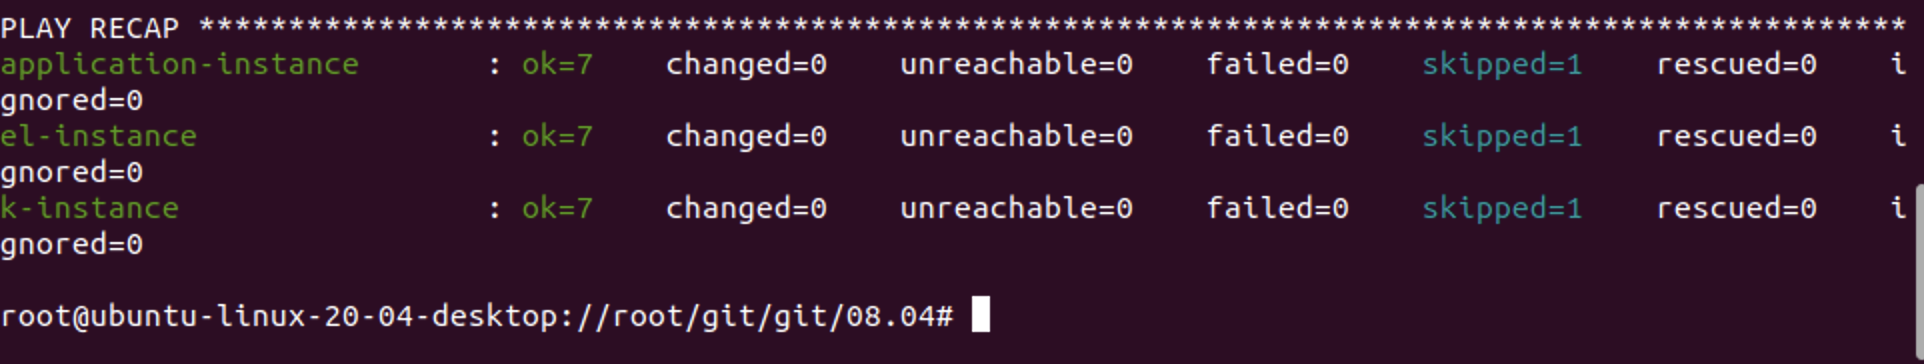 PLAY RECAP ***********************************************************************************************
application-instance : ok=7 changed=0 unreachable=0 failed=0 skipped=1 rescued=0 i
gnored=0
el-instance : ok=7 changed=0 unreachable=0 failed=0 skipped=1 rescued=0 i
gnored=0
k-instance : ok=7 changed=0 unreachable=0 failed=0 skipped=1 rescued=0 i
gnored=0
root@ubuntu-linux-20-04-desktop://root/git/git/08.04#